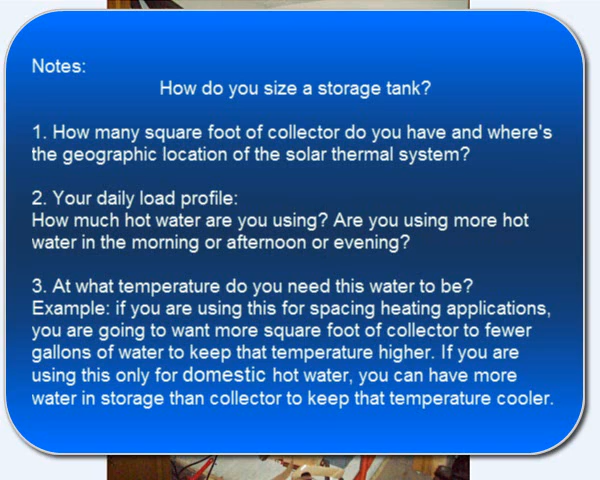 Notes:
How do you size a storage tank?
1. How many square foot of collector do you have and where's
the geographic location of the solar thermal system?
2. Your daily load profile:
How much hot water are you using? Are you using more hot
water in the morning or afternoon or evening?
3. At what temperature do you need this water to be?
Example: if you are using this for spacing heating applications,
you are going to want more square foot of collector to fewer
gallons of water to keep that temperature higher. If you are
using this only for domestic hot water, you can have more
water in storage than collector to keep that temperature cooler.